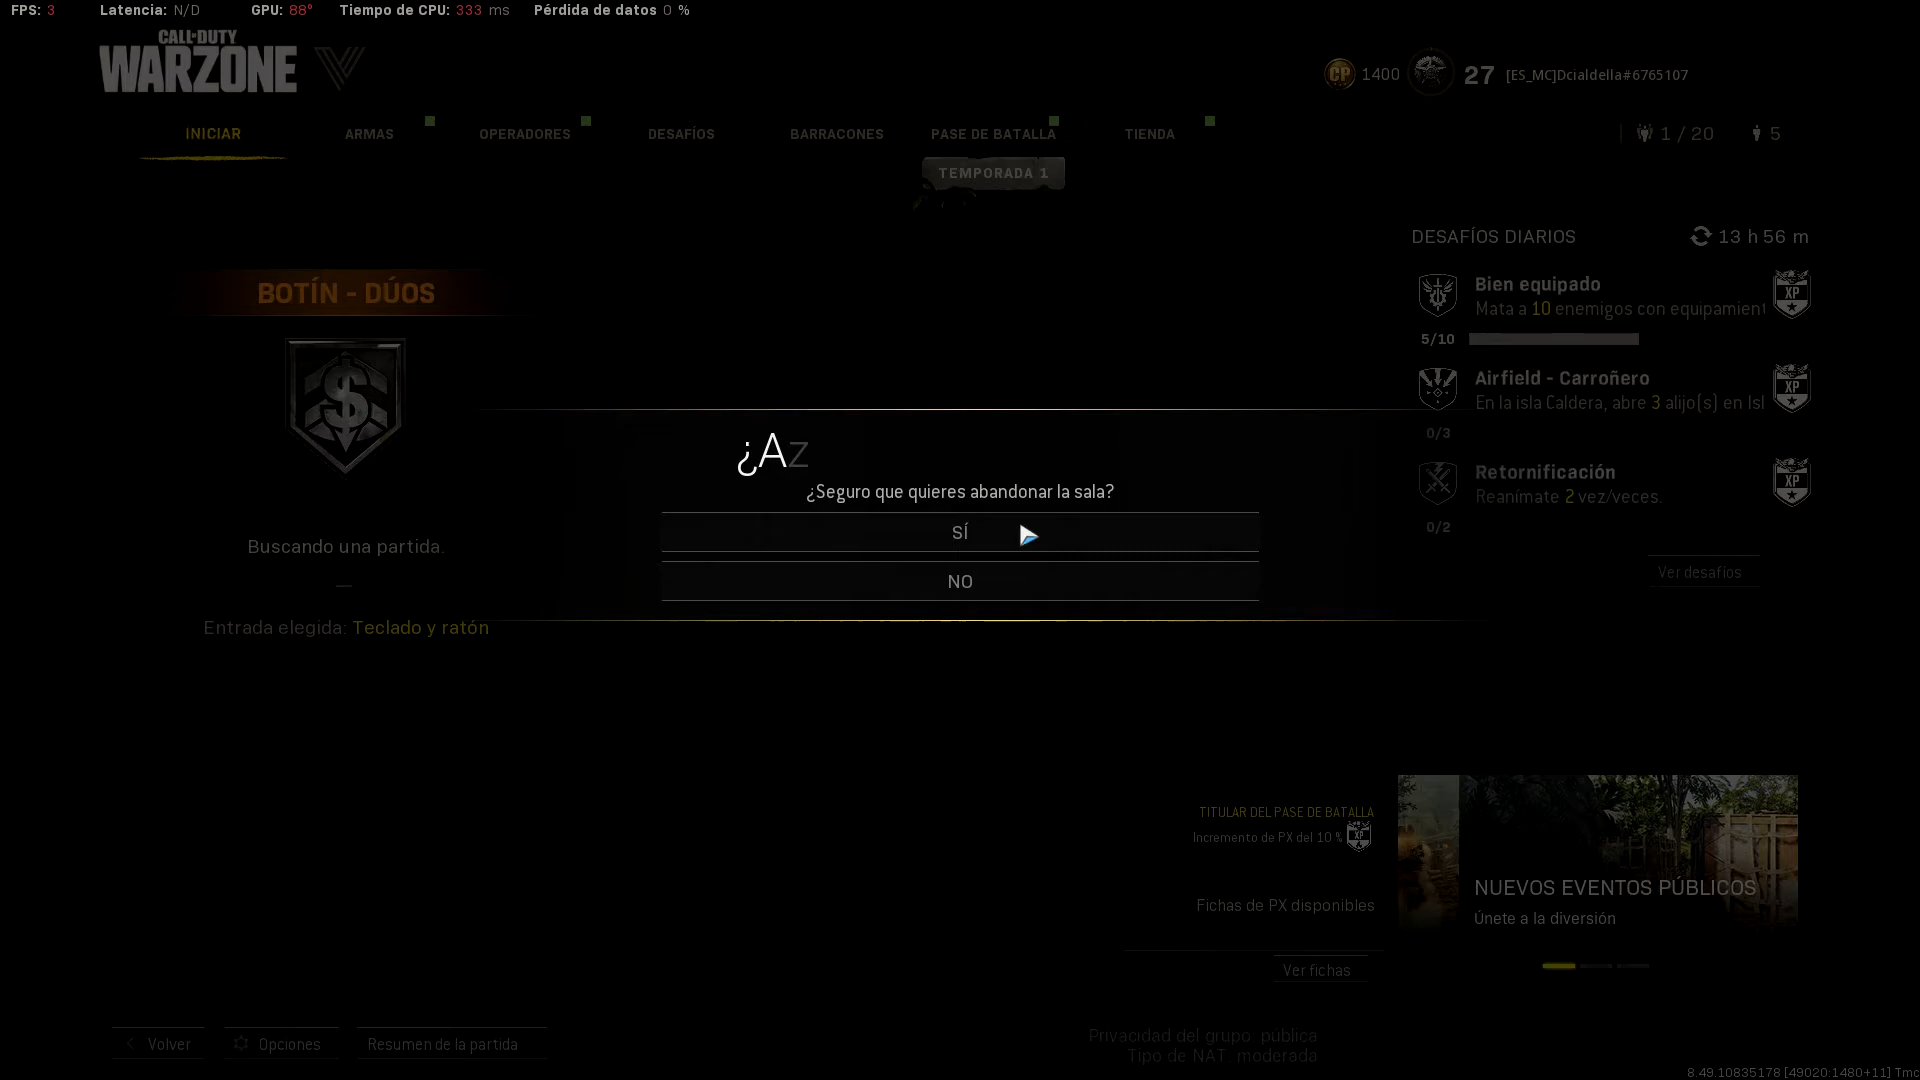 FPS: 3 Latencia: N/D GPU: 88° Tiempo de CPU: 333 ms Pérdida de datos 0 %
CALL OF DUTY
WARZONE
CP 1400 27 [ES_MC]Dcialdella#6765107
INICIAR ARMAS OPERADORES DESAFÍOS BARRACONES PASE DE BATALLA TIENDA 1 / 20 5
TEMPORADA 1
DESAFÍOS DIARIOS 13 h 56 m
BOTÍN - DÚOS
Bien equipado
Mata a 10 enemigos con equipamient
XP
5/10
Airfield - Carroñero
En la isla Caldera, abre 3 alijo(s) en Isl
XP
0/3
Retornificación
Reanímate 2 vez/veces.
XP
0/2
Ver desafíos
¿Az
¿Seguro que quieres abandonar la sala?
SÍ
NO
Buscando una partida.
Entrada elegida: Teclado y ratón
TITULAR DEL PASE DE BATALLA
Incremento de PX del 10 % XP
Fichas de PX disponibles
Ver fichas
NUEVOS EVENTOS PÚBLICOS
Únete a la diversión
Volver Opciones Resumen de la partida
Privacidad del grupo: pública
Tipo de NAT: moderada
8.49.10835178 [49020:1480+11] Tmc